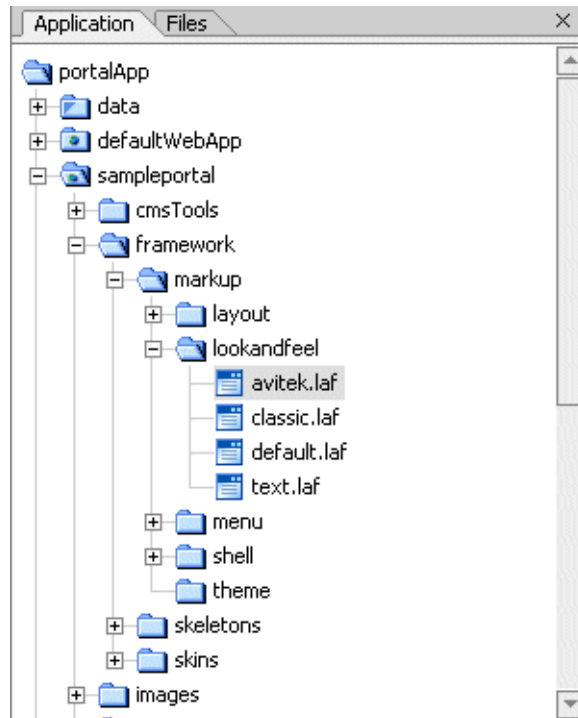 Application Files
portalApp
data
defaultWebApp
sampleportal
cmsTools
framework
markup
layout
lookandfeel
avitek.laf
classic.laf
default.laf
text.laf
menu
shell
theme
skeletons
skins
images